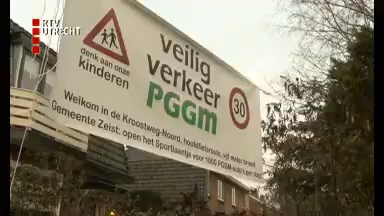 RTV
UTRECHT
denk aan onze
kinderen
veilig
verkeer
PGGM
30
Welkom in de Kroostweg-Noord, hoofdfietsroute, vijf meter breed.
Gemeente Zeist: open het Sportlaantje voor 1000 PGGM-auto's per dag!